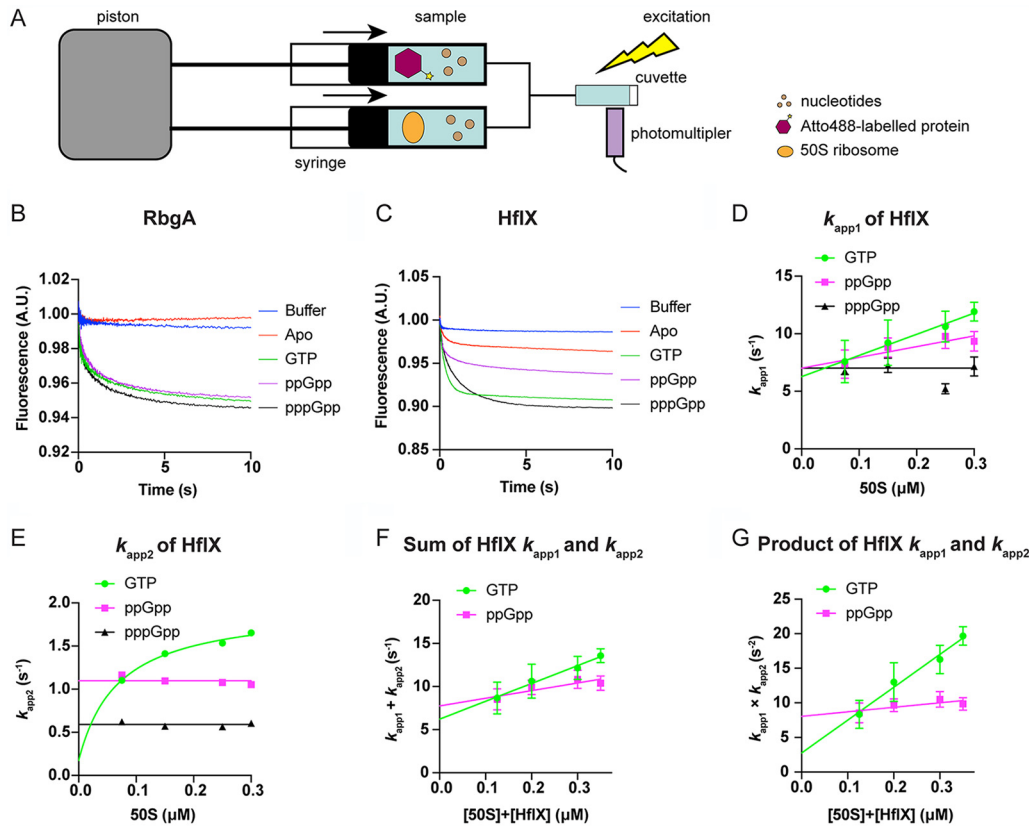 A
piston
sample
excitation
cuvette
syringe
photomultipler
nucleotides
Atto488-labelled protein
50S ribosome
B
RbgA
Fluorescence (A.U.)
1.02
1.00
0.98
0.96
0.94
0.92
0
5
10
Time (s)
Buffer
Apo
GTP
ppGpp
pppGpp
C
HflX
Fluorescence (A.U.)
1.05
1.00
0.95
0.90
0.85
0
5
10
Time (s)
Buffer
Apo
GTP
ppGpp
pppGpp
D
kapp1 of HflX
GTP
ppGpp
pppGpp
kapp1 (s-1)
15
10
5
0
0.0
0.1
0.2
0.3
50S (μM)
E
kapp2 of HflX
GTP
ppGpp
pppGpp
kapp2 (s-1)
2.0
1.5
1.0
0.5
0.0
0.0
0.1
0.2
0.3
50S (μM)
F
Sum of HflX kapp1 and kapp2
GTP
ppGpp
kapp1 + kapp2 (s-1)
20
15
10
5
0
0.0
0.1
0.2
0.3
[50S]+[HflX] (μM)
G
Product of HflX kapp1 and kapp2
GTP
ppGpp
kapp1 × kapp2 (s-2)
25
20
15
10
5
0
0.0
0.1
0.2
0.3
[50S]+[HflX] (μM)